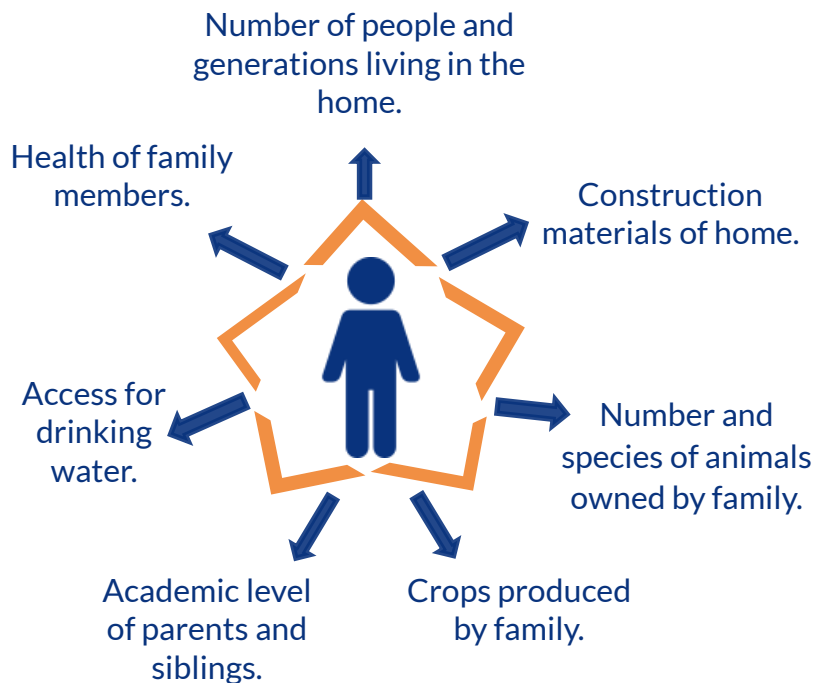 Number of people and
generations living in the
home.
Health of family
members.
Construction
materials of home.
Access for
drinking
water.
Number and
species of animals
owned by family.
Academic level
of parents and
siblings.
Crops produced
by family.